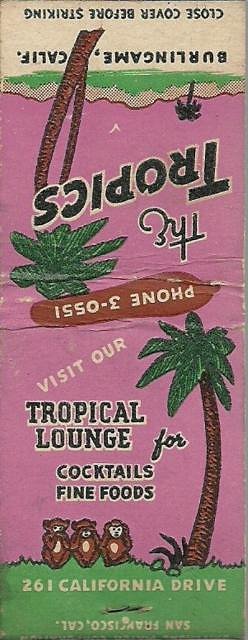 CLOSE COVER BEFORE STRIKING
BURLINGAME, CALIF.
The
TROPICS
PHONE 3-0551
VISIT OUR
TROPICAL
LOUNGE for
COCKTAILS
FINE FOODS
261 CALIFORNIA DRIVE
SAN FRANCISCO, CAL.